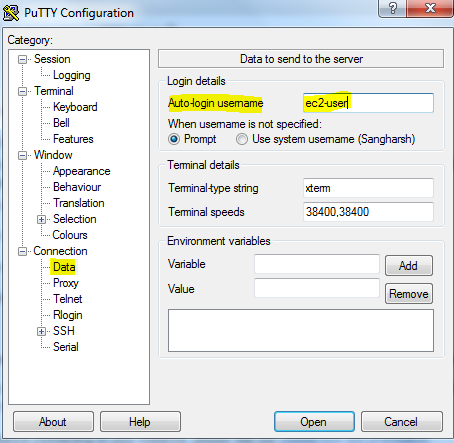 PuTTY Configuration
?
Category:
Session
Logging
Terminal
Keyboard
Bell
Features
Window
Appearance
Behaviour
Translation
Selection
Colours
Connection
Data
Proxy
Telnet
Rlogin
SSH
Serial
Data to send to the server
Login details
Auto-login username ec2-user
When username is not specified:
Prompt Use system username (Sangharsh)
Terminal details
Terminal-type string xterm
Terminal speeds 38400,38400
Environment variables
Variable Add
Value Remove
About Help Open Cancel